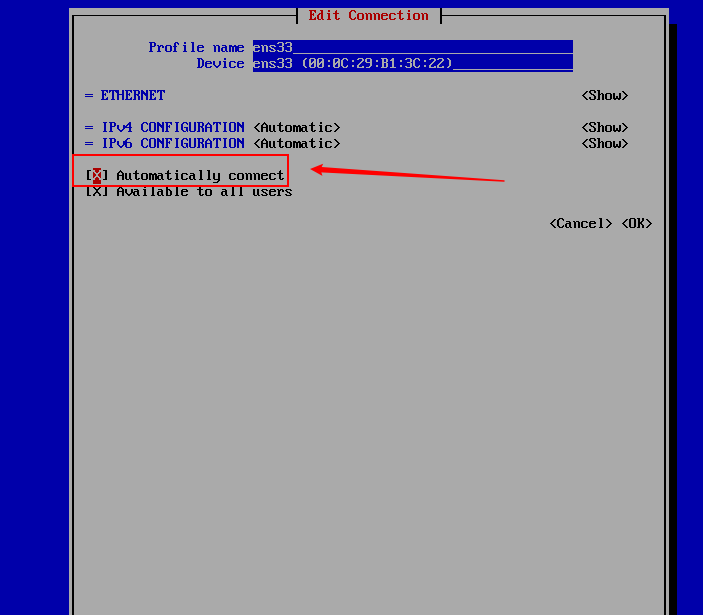 Edit Connection
Profile name ens33
Device ens33 (00:0C:29:B1:3C:22)
= ETHERNET <Show>
= IPv4 CONFIGURATION <Automatic> <Show>
= IPv6 CONFIGURATION <Automatic> <Show>
[X] Automatically connect
[X] Available to all users
<Cancel> <OK>